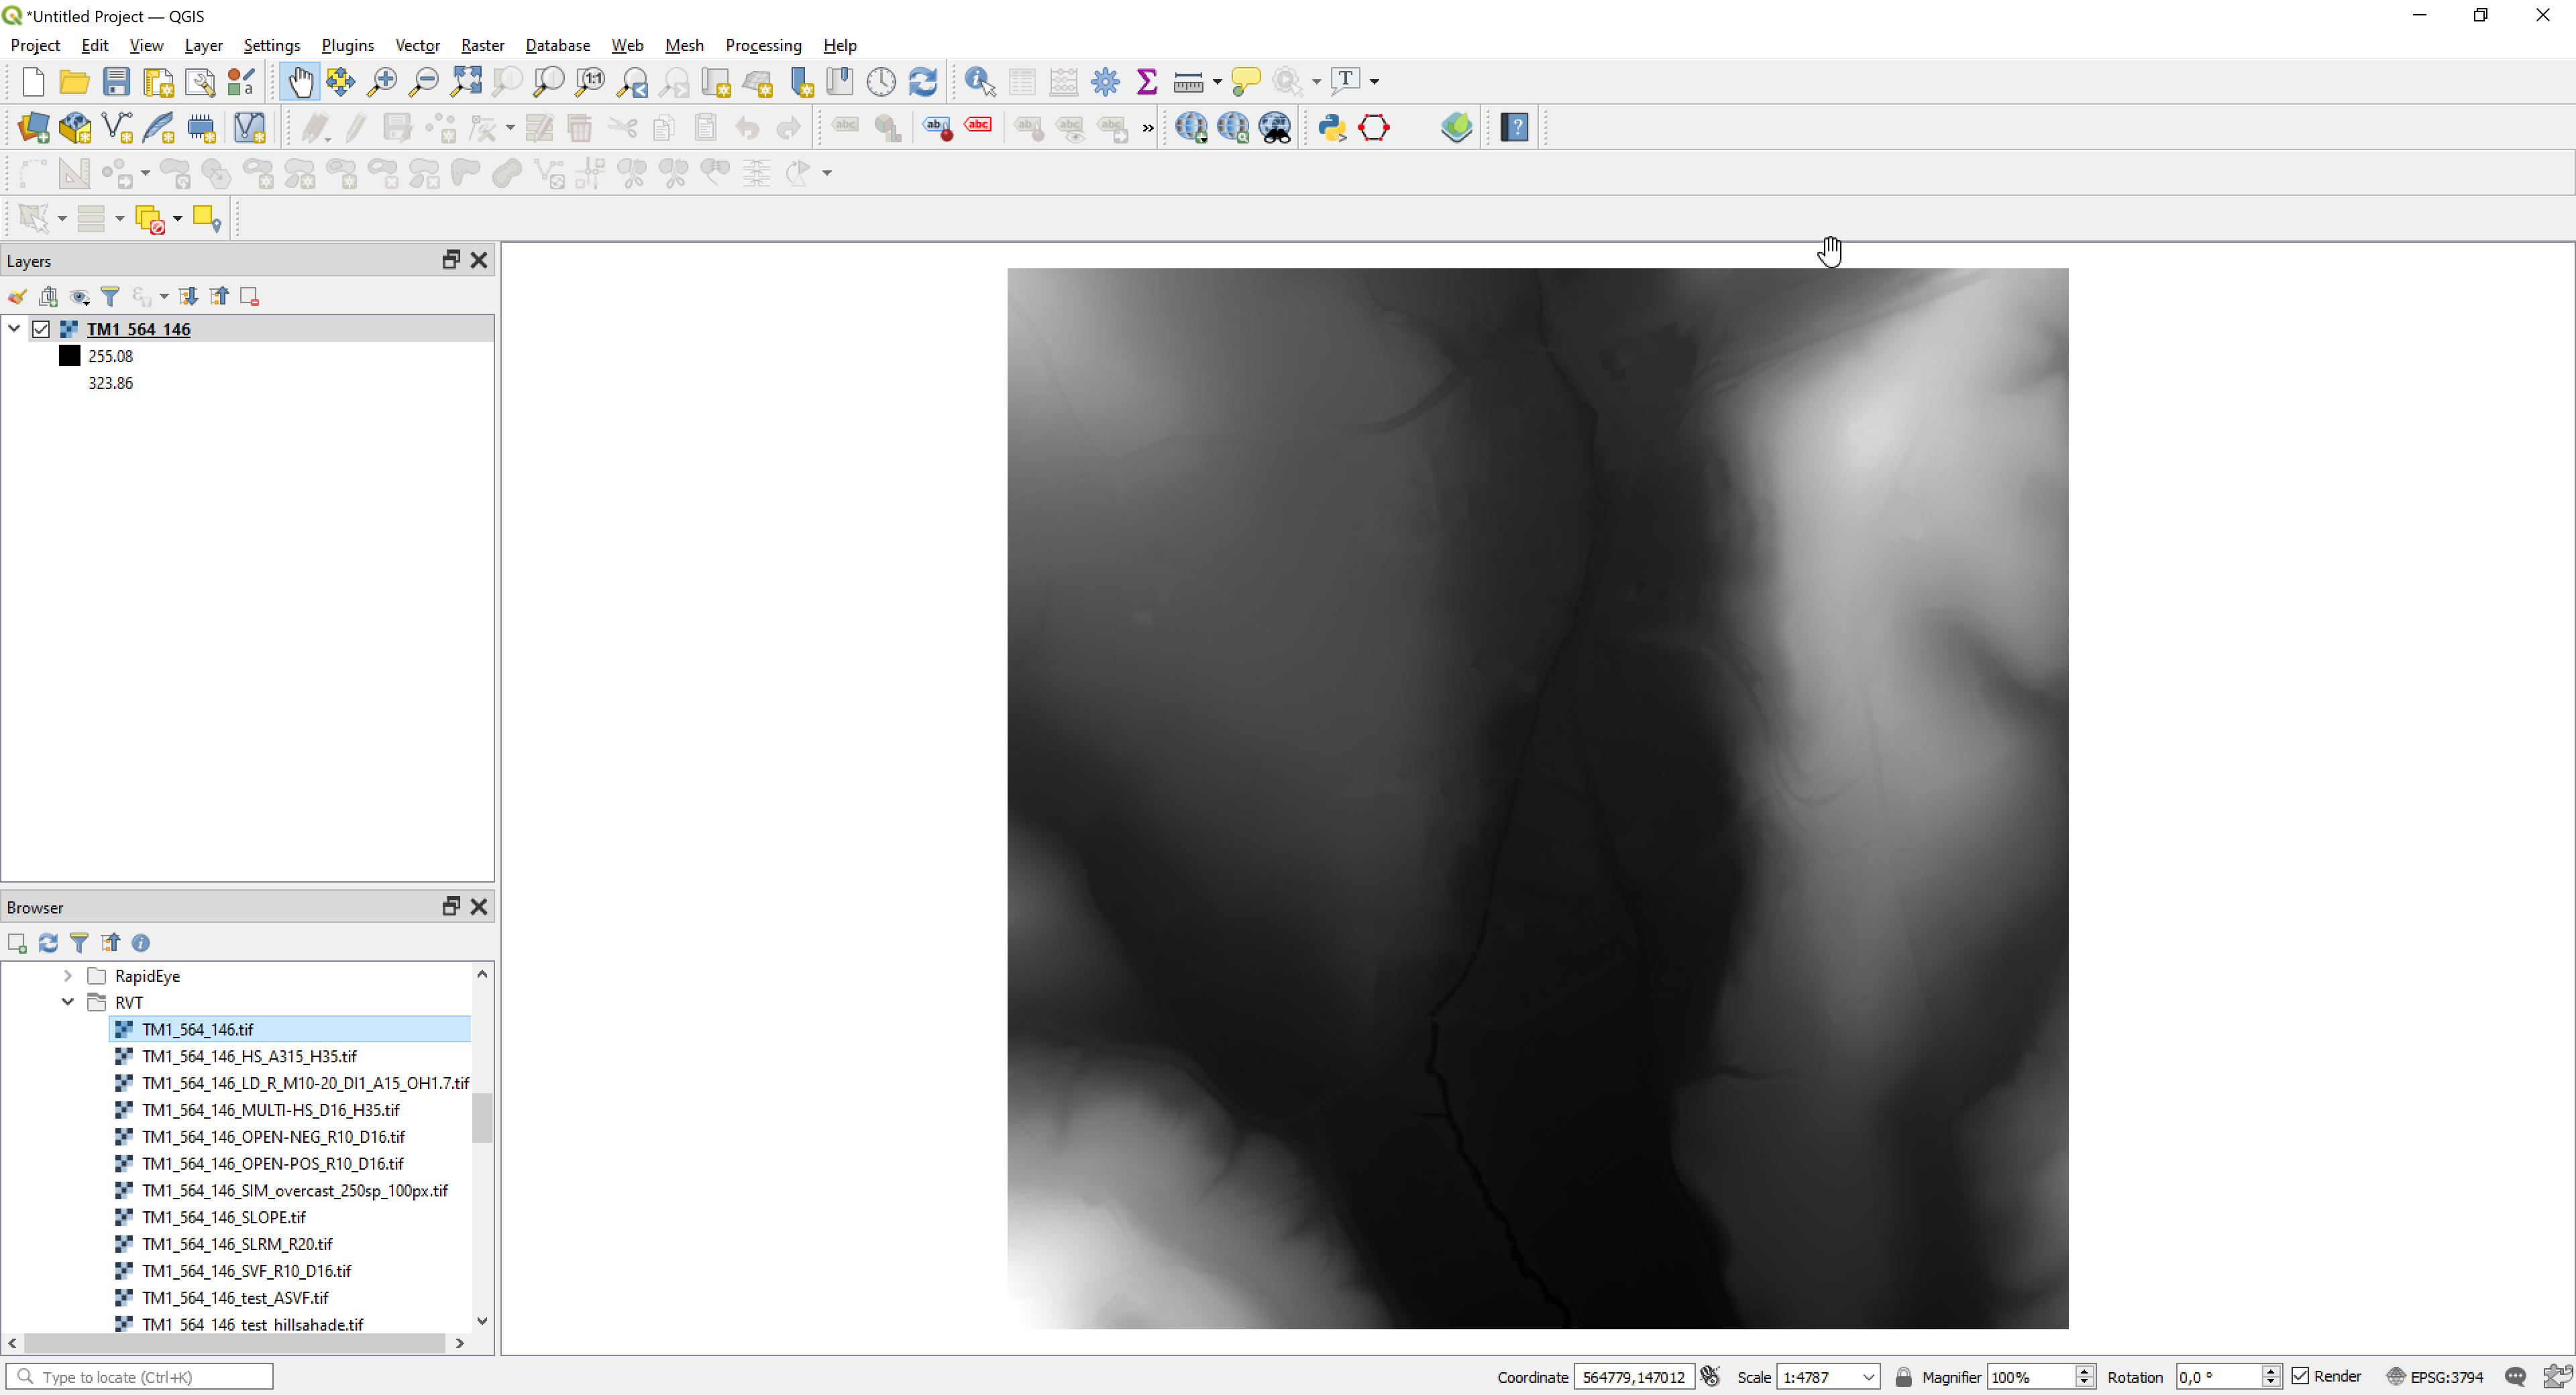 *Untitled Project — QGIS
Project Edit View Layer Settings Plugins Vector Raster Database Web Mesh Processing Help
Layers
TM1_564_146
255.08
323.86
Browser
RapidEye
RVT
TM1_564_146.tif
TM1_564_146_HS_A315_H35.tif
TM1_564_146_LD_R_M10-20_DI1_A15_OH1.7.tif
TM1_564_146_MULTI-HS_D16_H35.tif
TM1_564_146_OPEN-NEG_R10_D16.tif
TM1_564_146_OPEN-POS_R10_D16.tif
TM1_564_146_SIM_overcast_250sp_100px.tif
TM1_564_146_SLOPE.tif
TM1_564_146_SLRM_R20.tif
TM1_564_146_SVF_R10_D16.tif
TM1_564_146_test_ASVF.tif
TM1_564_146_test_hillsahade.tif
Type to locate (Ctrl+K) Coordinate 564779,147012 Scale 1:4787 Magnifier 100% Rotation 0,0 ° Render EPSG:3794